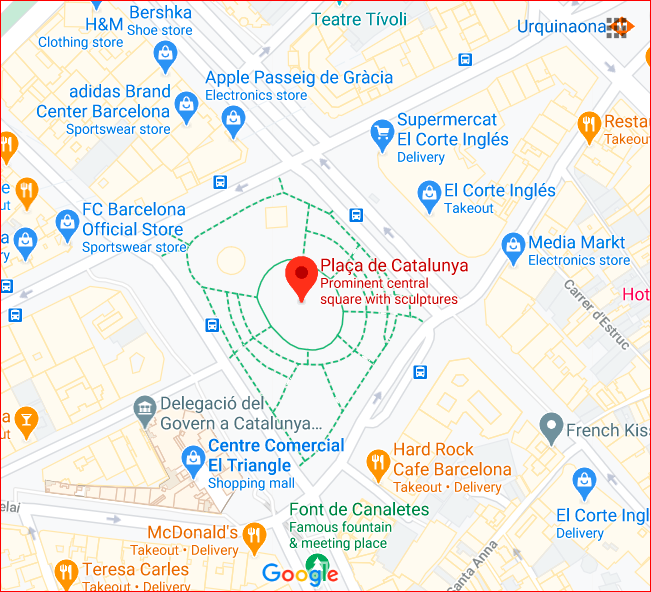 Bershka
Shoe store
H&M
Clothing store
Teatre Tívoli
Urquinaona
adidas Brand
Center Barcelona
Sportswear store
Apple Passeig de Gràcia
Electronics store
Supermercat
El Corte Inglés
Delivery
Restau
Takeout
El Corte Inglés
Takeout
FC Barcelona
Official Store
Sportswear store
Media Markt
Electronics store
Plaça de Catalunya
Prominent central
square with sculptures
Hot
Carrer d'Estruc
Delegació del
Govern a Catalunya...
French Kiss
Centre Comercial
El Triangle
Shopping mall
Hard Rock
Cafe Barcelona
Takeout • Delivery
El Corte Ingl
Delivery
Font de Canaletes
Famous fountain
& meeting place
elai
McDonald's
Takeout • Delivery
Teresa Carles
Takeout • Delivery
Santa Anna
Google